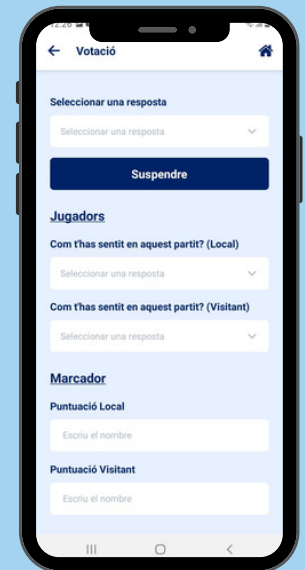 12:26
Votació
Seleccionar una resposta
Seleccionar una resposta
Suspendre
Jugadors
Com t'has sentit en aquest partit? (Local)
Seleccionar una resposta
Com t'has sentit en aquest partit? (Visitant)
Seleccionar una resposta
Marcador
Puntuació Local
Escriu el nombre
Puntuació Visitant
Escriu el nombre